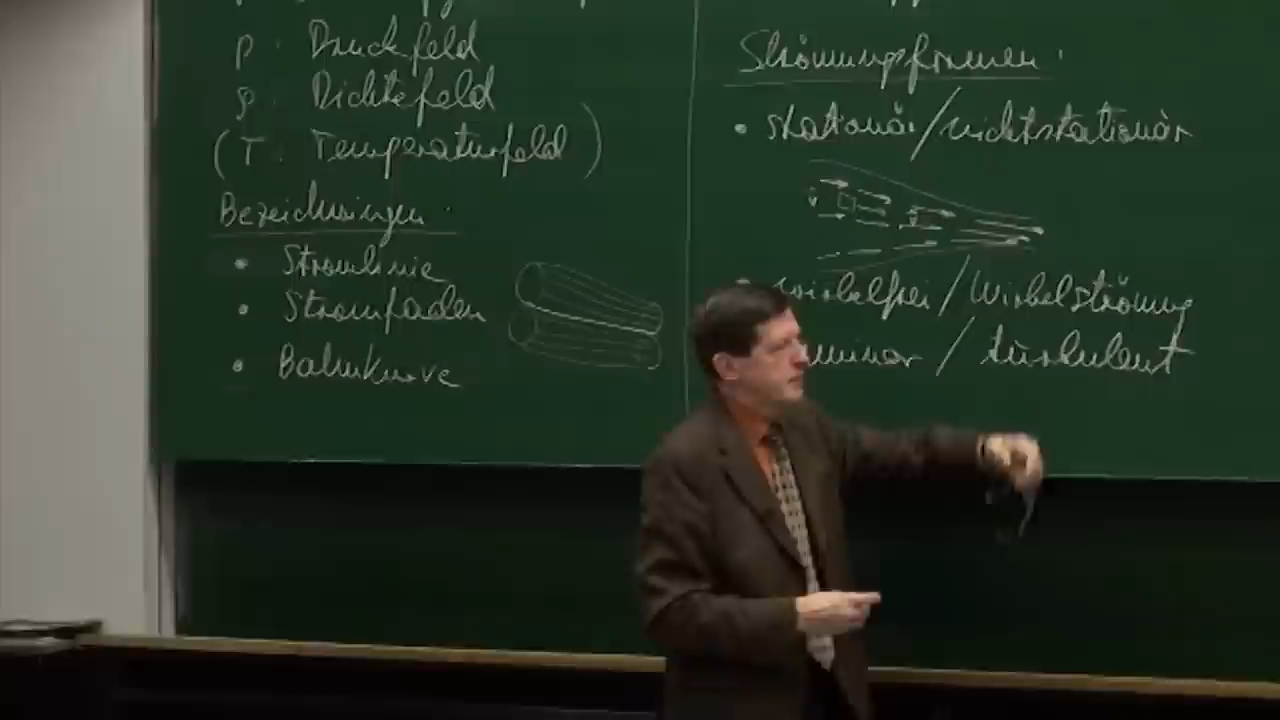 p : Druckfeld
ρ : Dichtefeld
(T : Temperaturfeld)
Bezeichnungen :
• Stromlinie
• Stromfaden
• Bahnkurve
Strömungsformen :
• stationär/nichtstationär
wirbelfrei/Wirbelströmung
/ turbulent